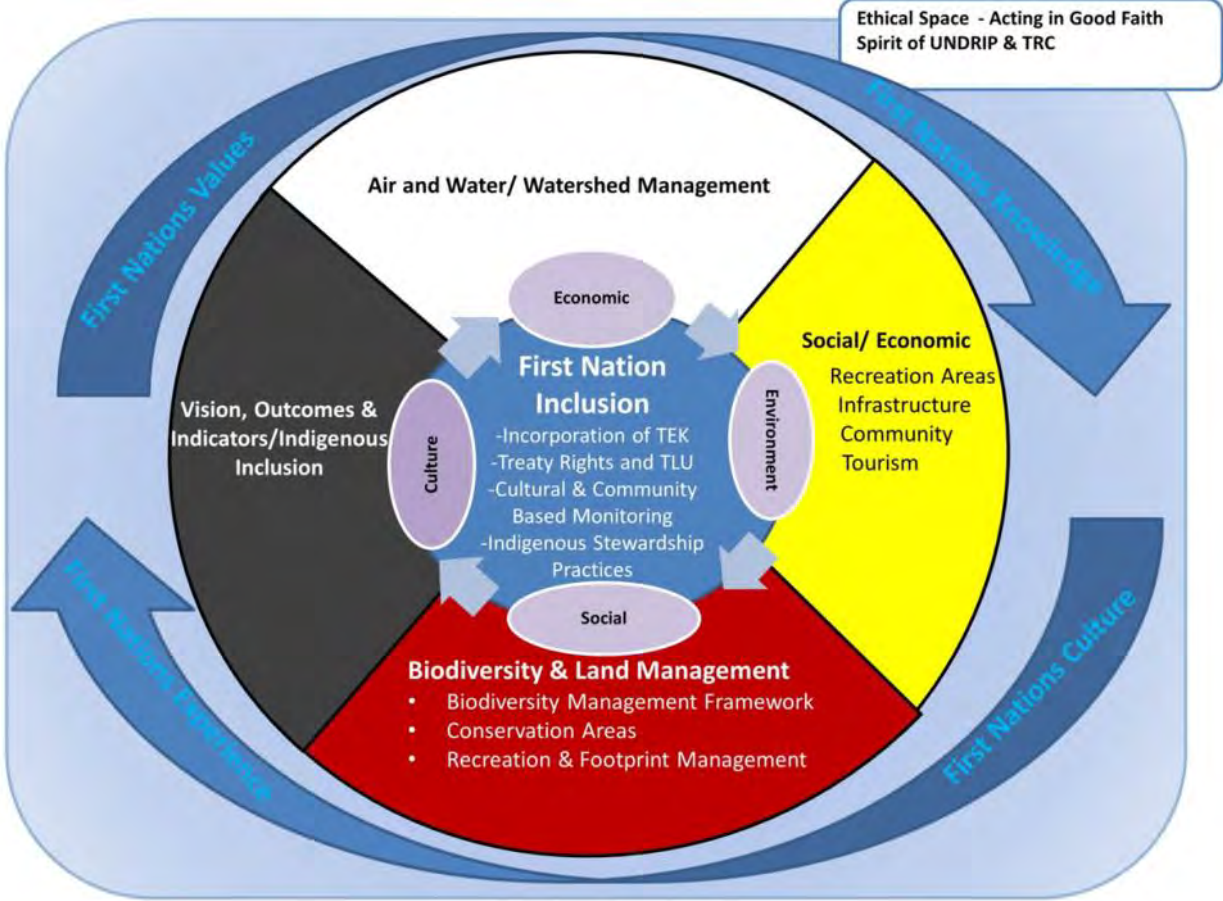 Ethical Space - Acting in Good Faith
Spirit of UNDRIP & TRC
First Nations Values
First Nations Knowledge
Air and Water/ Watershed Management
Economic
Social/ Economic
Recreation Areas
Infrastructure
Community
Tourism
Vision, Outcomes &
Indicators/Indigenous
Inclusion
Culture
First Nation
Inclusion
-Incorporation of TEK
-Treaty Rights and TLU
-Cultural & Community
Based Monitoring
-Indigenous Stewardship
Practices
Environment
Social
Biodiversity & Land Management
• Biodiversity Management Framework
• Conservation Areas
• Recreation & Footprint Management
First Nations Experience
First Nations Culture